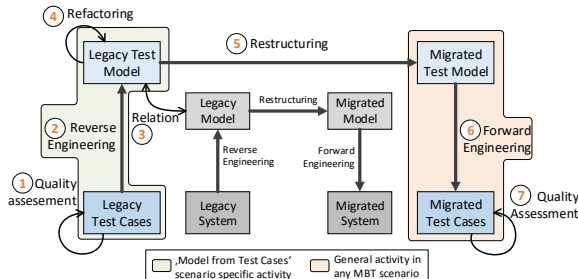 4 Refactoring
Legacy Test
Model
5 Restructuring
Migrated
Test Model
2 Reverse
Engineering
Relation
3
Legacy
Model
Restructuring
Migrated
Model
6 Forward
Engineering
Reverse
Engineering
Forward
Engineering
1 Quality
assesement
Legacy
Test Cases
Legacy
System
Migrated
System
Migrated
Test Cases
7 Quality
Assessment
‚Model from Test Cases‘
scenario specific activity
General activity in
any MBT scenario